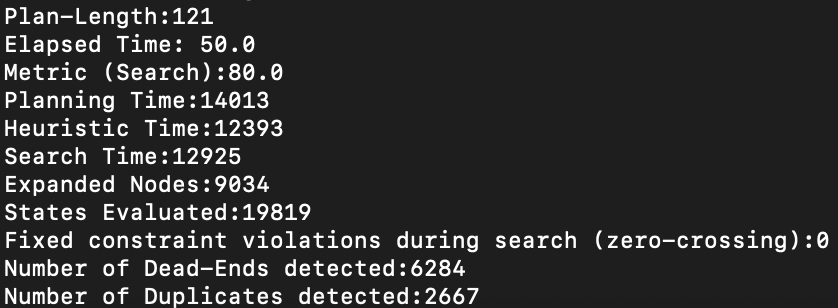 Plan-Length:121
Elapsed Time: 50.0
Metric (Search):80.0
Planning Time:14013
Heuristic Time:12393
Search Time:12925
Expanded Nodes:9034
States Evaluated:19819
Fixed constraint violations during search (zero-crossing):0
Number of Dead-Ends detected:6284
Number of Duplicates detected:2667